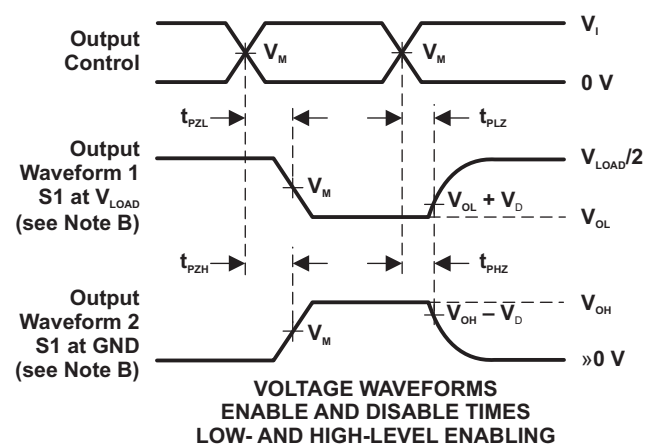 Output
Control
V_M
V_M
V_I
0 V
t_PZL
t_PLZ
Output
Waveform 1
S1 at V_LOAD
(see Note B)
V_M
V_LOAD/2
V_OL + V_D
V_OL
t_PZH
t_PHZ
Output
Waveform 2
S1 at GND
(see Note B)
V_M
V_OH
V_OH – V_D
»0 V
VOLTAGE WAVEFORMS
ENABLE AND DISABLE TIMES
LOW- AND HIGH-LEVEL ENABLING